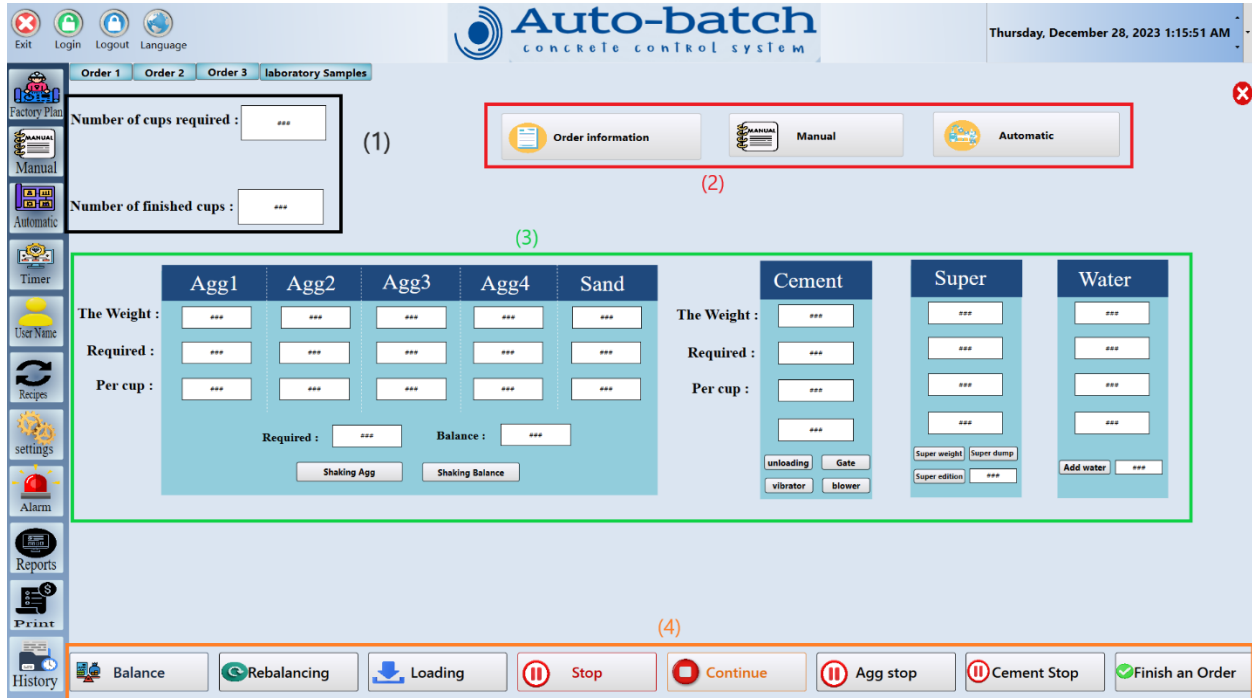 Auto-batch
concrete control system
Exit Login Logout Language
Thursday, December 28, 2023 1:15:51 AM
Order 1 Order 2 Order 3 laboratory Samples
Factory Plan
MANUAL
Manual
Automatic
Timer
User Name
Recipes
settings
Alarm
Reports
Print
History
Number of cups required : ###
(1)
Number of finished cups : ###
Order information
MANUAL
Manual
Automatic
(2)
(3)
Agg1 Agg2 Agg3 Agg4 Sand
The Weight : ### ### ### ### ###
Required : ### ### ### ### ###
Per cup : ### ### ### ### ###
Required : ### Balance : ###
Shaking Agg Shaking Balance
Cement Super Water
The Weight : ### ### ###
Required : ### ### ###
Per cup : ### ### ###
### ### ###
unloading Gate
vibrator blower
Super weight Super dump
Super edition ###
Add water ###
(4)
Balance Rebalancing Loading Stop Continue Agg stop Cement Stop Finish an Order